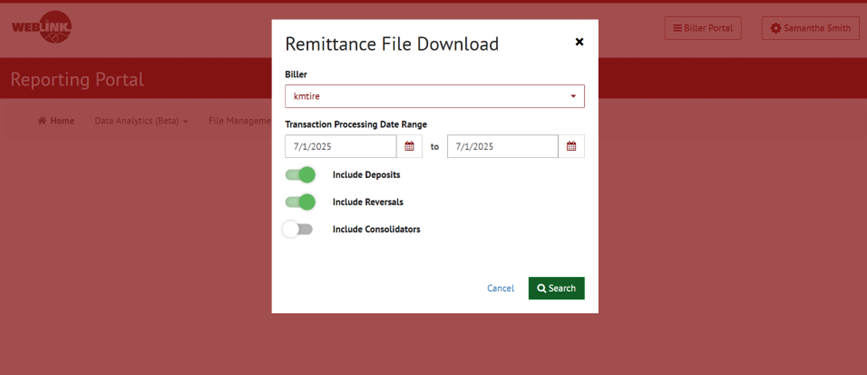 WEBLINK
Biller Portal
Samantha Smith
Reporting Portal
Home
Data Analytics (Beta)
File Manageme
Remittance File Download
Biller
kmtire
Transaction Processing Date Range
7/1/2025 to 7/1/2025
Include Deposits
Include Reversals
Include Consolidators
Cancel
Search